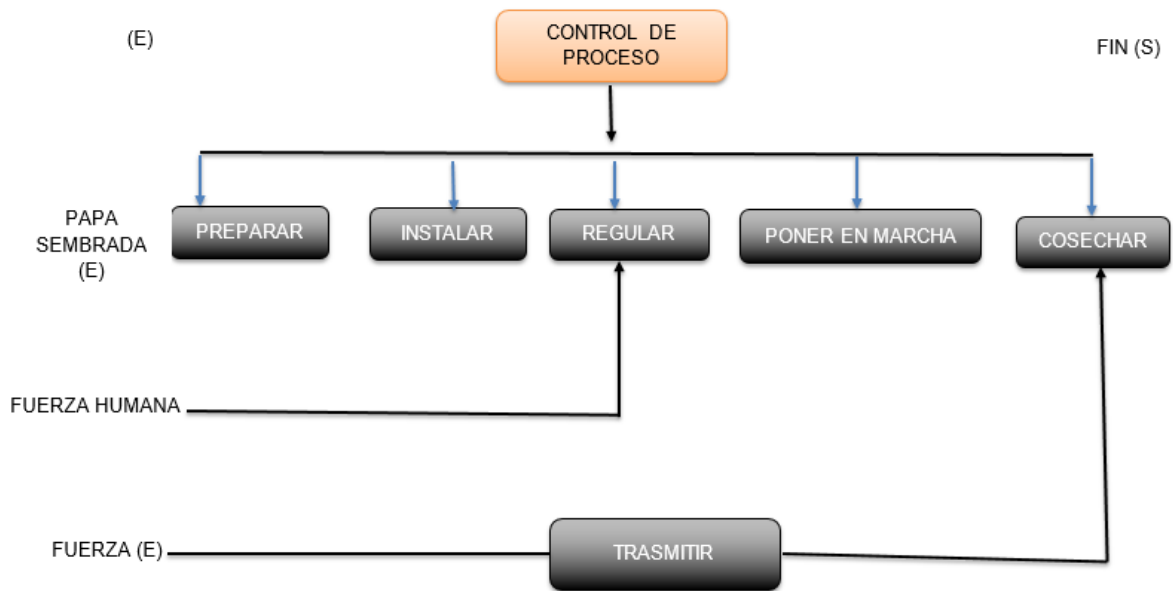 (E)
CONTROL DE
PROCESO
FIN (S)
PAPA
SEMBRADA
(E)
PREPARAR
INSTALAR
REGULAR
PONER EN MARCHA
COSECHAR
FUERZA HUMANA
FUERZA (E)
TRASMITIR